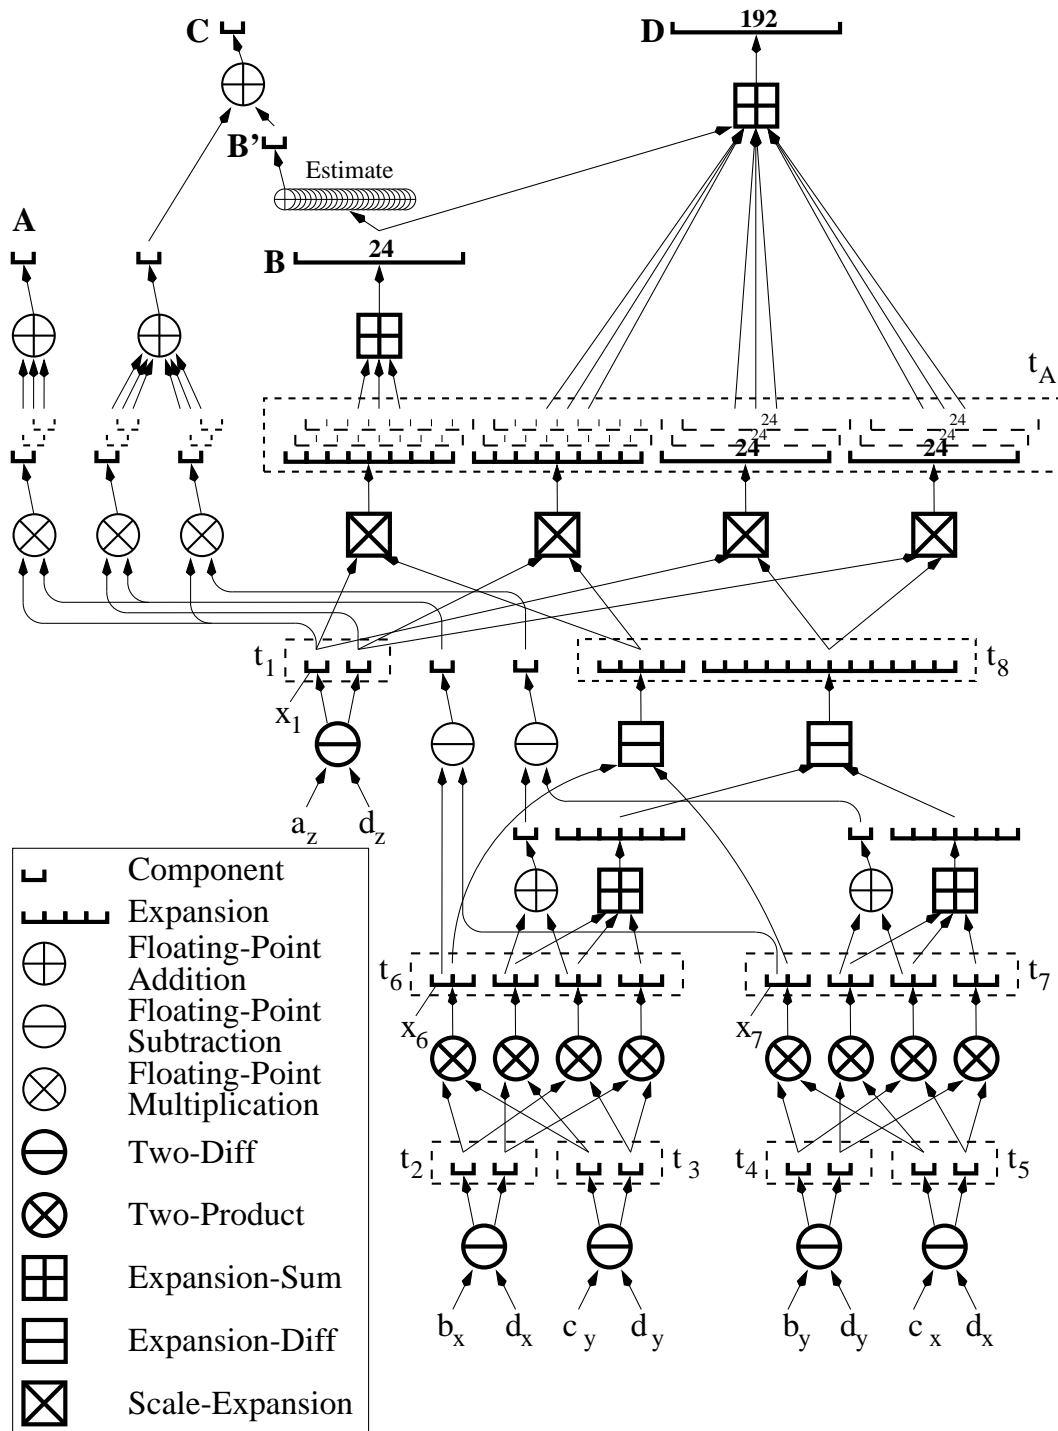 C
D 192
B’
Estimate
A
B 24
t A
24 24
24 24
24 24
t 1
t 8
x 1
a z d z
Component
Expansion
Floating-Point
Addition
Floating-Point
Subtraction
Floating-Point
Multiplication
Two-Diff
Two-Product
Expansion-Sum
Expansion-Diff
Scale-Expansion
t 6
t 7
x 6
x 7
t 2
t 3
t 4
t 5
b x d x c y d y b y d y c x d x